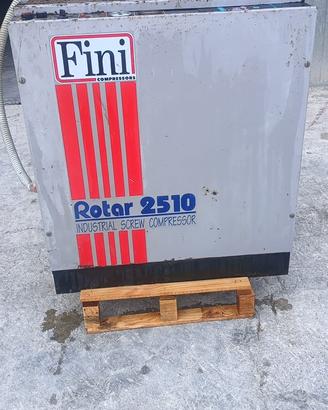 Fini
COMPRESSORS
Rotar 2510
INDUSTRIAL SCREW COMPRESSOR